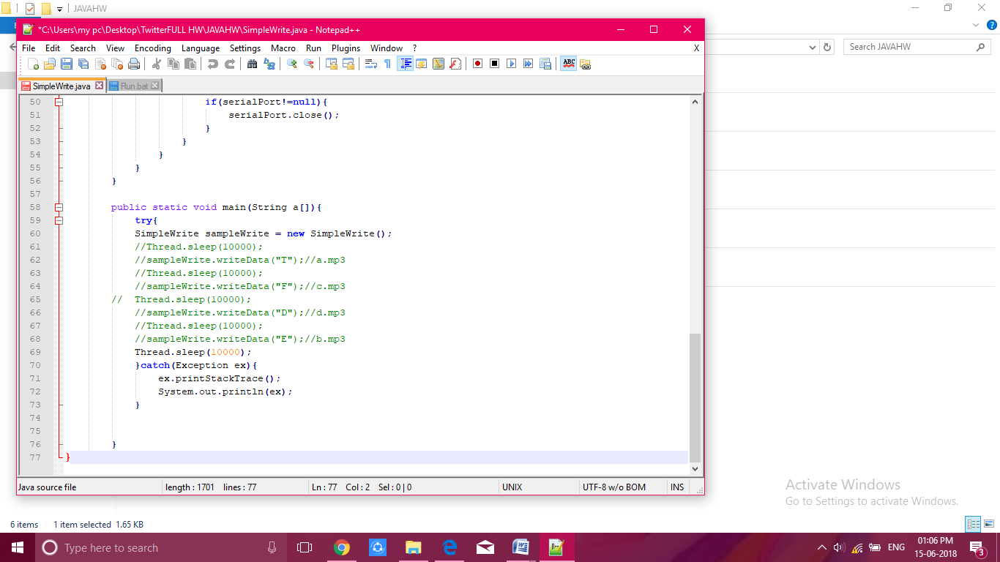 JAVAHW
*C:\Users\my pc\Desktop\TwitterFULL HW\JAVAHW\SimpleWrite.java - Notepad++
File Edit Search View Encoding Language Settings Macro Run Plugins Window ? X
Search JAVAHW
SimpleWrite.java Run.bat
50 if(serialPort!=null){
51 serialPort.close();
52 }
53 }
54 }
55 }
56 }
57
58 public static void main(String a[]){
59 try{
60 SimpleWrite sampleWrite = new SimpleWrite();
61 //Thread.sleep(10000);
62 //sampleWrite.writeData("T");//a.mp3
63 //Thread.sleep(10000);
64 //sampleWrite.writeData("F");//c.mp3
65 // Thread.sleep(10000);
66 //sampleWrite.writeData("D");//d.mp3
67 //Thread.sleep(10000);
68 //sampleWrite.writeData("E");//b.mp3
69 Thread.sleep(10000);
70 }catch(Exception ex){
71 ex.printStackTrace();
72 System.out.println(ex);
73 }
74
75
76 }
77 }
Java source file length : 1701 lines : 77 Ln : 77 Col : 2 Sel : 0 | 0 UNIX UTF-8 w/o BOM INS
Activate Windows
Go to Settings to activate Windows.
6 items 1 item selected 1.65 KB
Type here to search
ENG
01:06 PM
15-06-2018
3